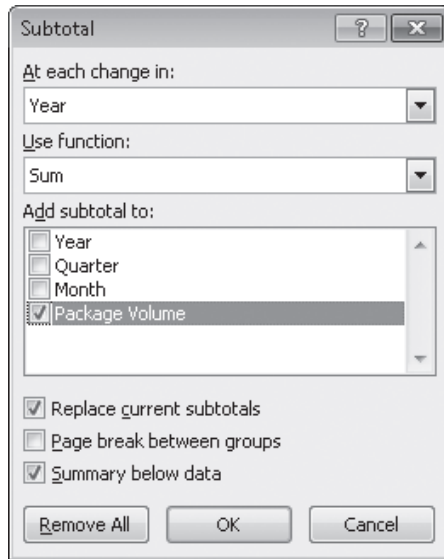 Subtotal
At each change in:
Year
Use function:
Sum
Add subtotal to:
Year
Quarter
Month
Package Volume
Replace current subtotals
Page break between groups
Summary below data
Remove All OK Cancel